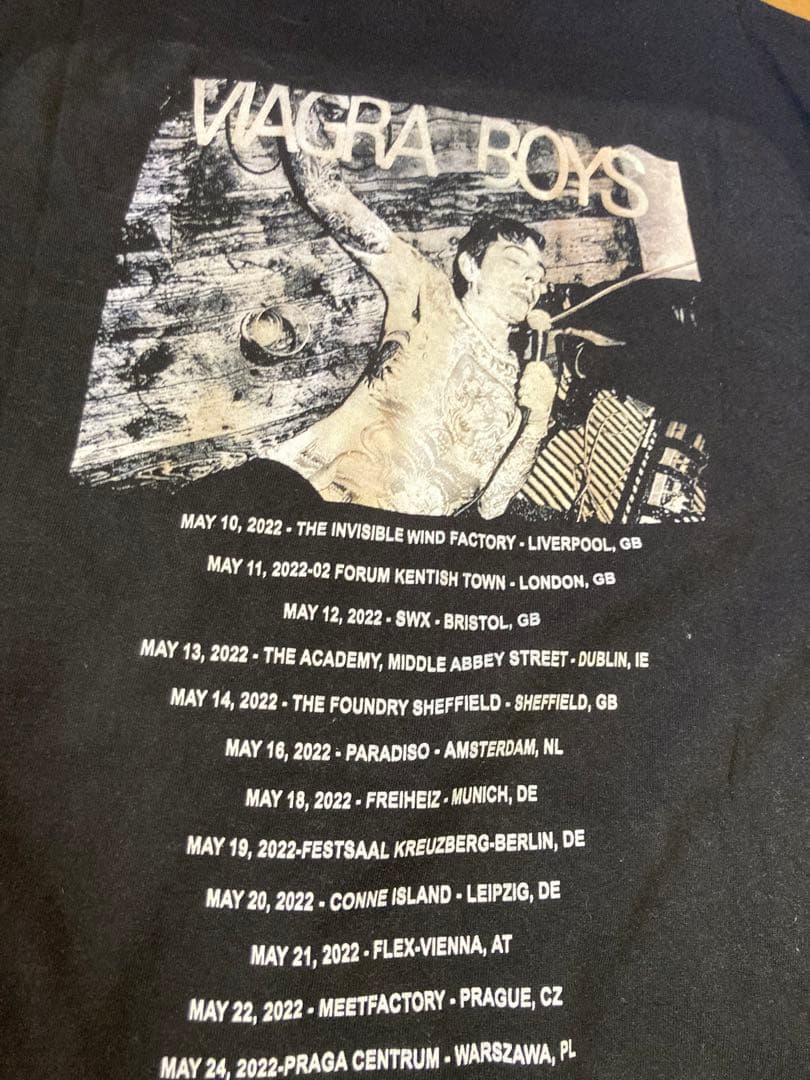 VIAGRA BOYS
MAY 10, 2022 - THE INVISIBLE WIND FACTORY - LIVERPOOL, GB
MAY 11, 2022-02 FORUM KENTISH TOWN - LONDON, GB
MAY 12, 2022 - SWX - BRISTOL, GB
MAY 13, 2022 - THE ACADEMY, MIDDLE ABBEY STREET - DUBLIN, IE
MAY 14, 2022 - THE FOUNDRY SHEFFIELD - SHEFFIELD, GB
MAY 16, 2022 - PARADISO - AMSTERDAM, NL
MAY 18, 2022 - FREIHEIZ - MUNICH, DE
MAY 19, 2022-FESTSAAL KREUZBERG-BERLIN, DE
MAY 20, 2022 - CONNE ISLAND - LEIPZIG, DE
MAY 21, 2022 - FLEX-VIENNA, AT
MAY 22, 2022 - MEETFACTORY - PRAGUE, CZ
MAY 24, 2022-PRAGA CENTRUM - WARSZAWA, PL